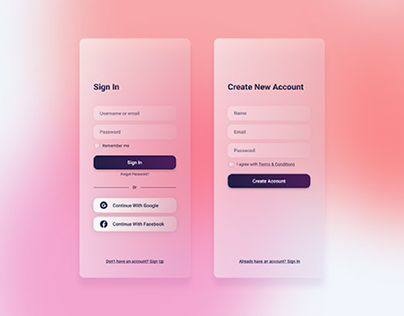 Sign In
Username or email
Password
Remember me
Sign In
Forgot Password?
Or
Continue With Google
Continue With Facebook
Don't have an account? Sign Up
Create New Account
Name
Email
Password
I agree with Terms & Conditions
Create Account
Already have an account? Sign In